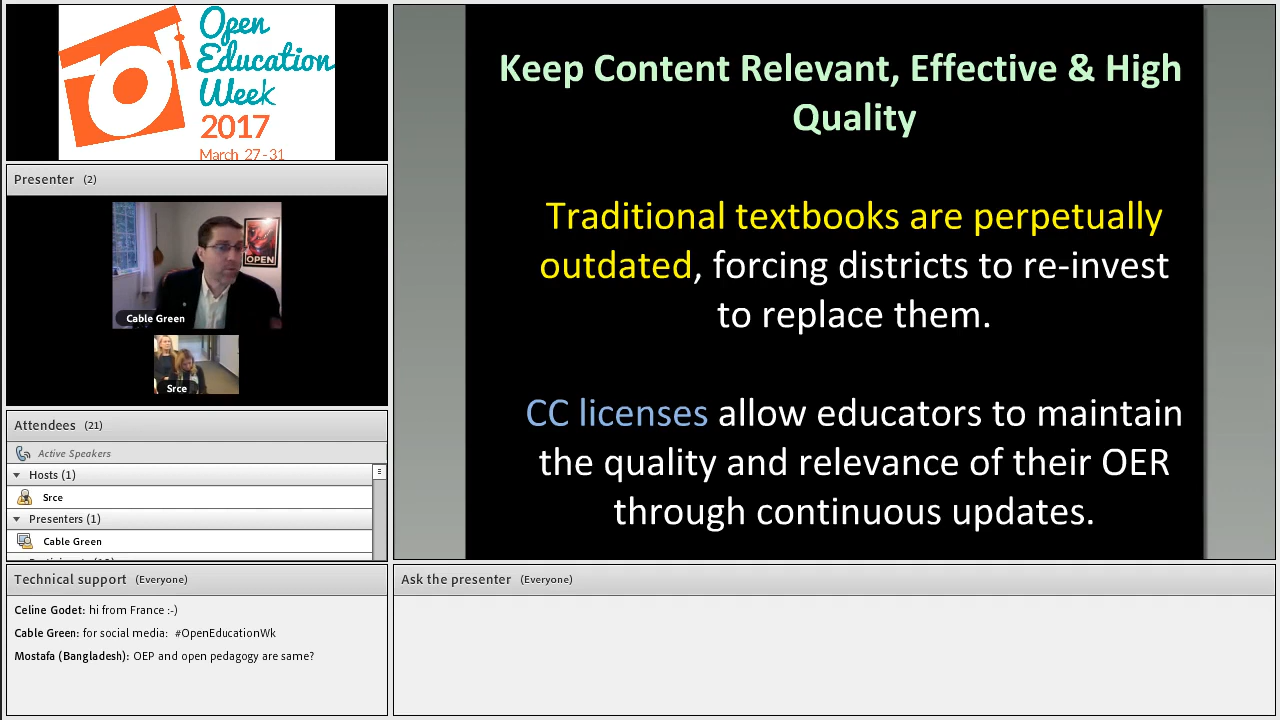 Open
Education
Week
2017
March 27-31
Presenter (2)
OPEN
Cable Green
Srce
Attendees (21)
Active Speakers
Hosts (1)
Srce
Presenters (1)
Cable Green
Technical support (Everyone)
Celine Godet: hi from France :-)
Cable Green: for social media: #OpenEducationWk
Mostafa (Bangladesh): OEP and open pedagogy are same?
Keep Content Relevant, Effective & High
Quality
Traditional textbooks are perpetually
outdated, forcing districts to re-invest
to replace them.
CC licenses allow educators to maintain
the quality and relevance of their OER
through continuous updates.
Ask the presenter (Everyone)